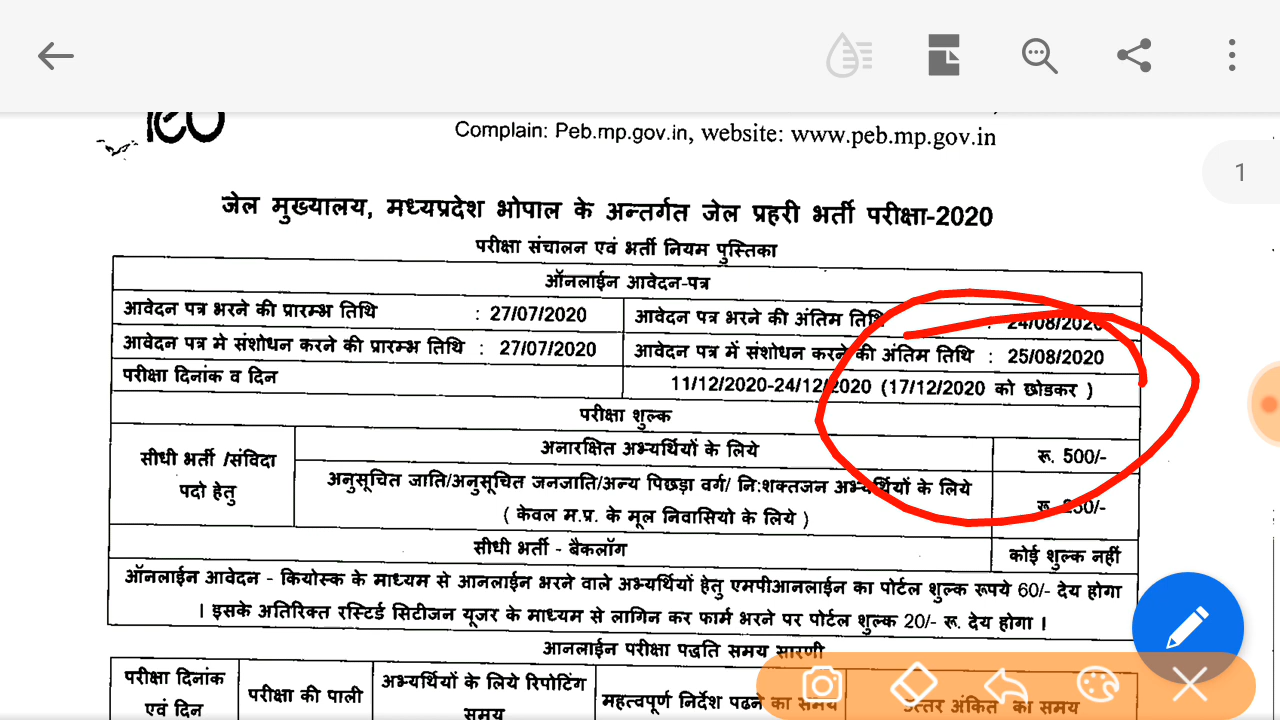 Complain: Peb.mp.gov.in, website: www.peb.mp.gov.in
1
जेल मुख्यालय, मध्यप्रदेश भोपाल के अन्तर्गत जेल प्रहरी भर्ती परीक्षा-2020
परीक्षा संचालन एवं भर्ती नियम पुस्तिका
ऑनलाईन आवेदन-पत्र
आवेदन पत्र भरने की प्रारम्भ तिथि : 27/07/2020 आवेदन पत्र भरने की अंतिम तिथि : 24/08/2020
आवेदन पत्र मे संशोधन करने की प्रारम्भ तिथि : 27/07/2020 आवेदन पत्र में संशोधन करने की अंतिम तिथि : 25/08/2020
परीक्षा दिनांक व दिन 11/12/2020-24/12/2020 (17/12/2020 को छोडकर )
परीक्षा शुल्क
सीधी भर्ती /संविदा पदो हेतु
अनारक्षित अभ्यर्थियों के लिये रू. 500/-
अनुसूचित जाति/अनुसूचित जनजाति/अन्य पिछड़ा वर्ग/ नि:शक्तजन अभ्यर्थियों के लिये
( केवल म.प्र. के मूल निवासियो के लिये ) रू. 250/-
सीधी भर्ती - बैकलॉग कोई शुल्क नहीं
ऑनलाईन आवेदन - कियोस्क के माध्यम से आनलाईन भरने वाले अभ्यर्थियों हेतु एमपीआनलाईन का पोर्टल शुल्क रूपये 60/- देय होगा
। इसके अतिरिक्त रस्टिर्ड सिटीजन यूजर के माध्यम से लागिन कर फार्म भरने पर पोर्टल शुल्क 20/- रू. देय होगा ।
आनलाईन परीक्षा पद्धति समय सारणी
परीक्षा दिनांक एवं दिन
परीक्षा की पाली
अभ्यर्थियों के लिये रिपोर्टिंग समय
महत्वपूर्ण निर्देश पढने का समय
उत्तर अंकित का समय